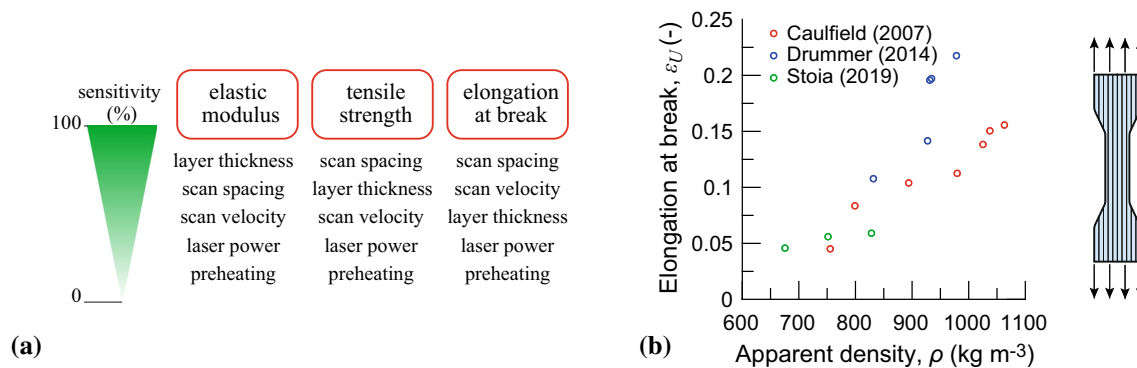 sensitivity
(%)
100
0
elastic
modulus
layer thickness
scan spacing
scan velocity
laser power
preheating
tensile
strength
scan spacing
layer thickness
scan velocity
laser power
preheating
elongation
at break
scan spacing
scan velocity
layer thickness
laser power
preheating
(a)
Elongation at break, εU (-)
0.25
0.2
0.15
0.1
0.05
0
Caulfield (2007)
Drummer (2014)
Stoia (2019)
600 700 800 900 1000 1100
Apparent density, ρ (kg m-3)
(b)